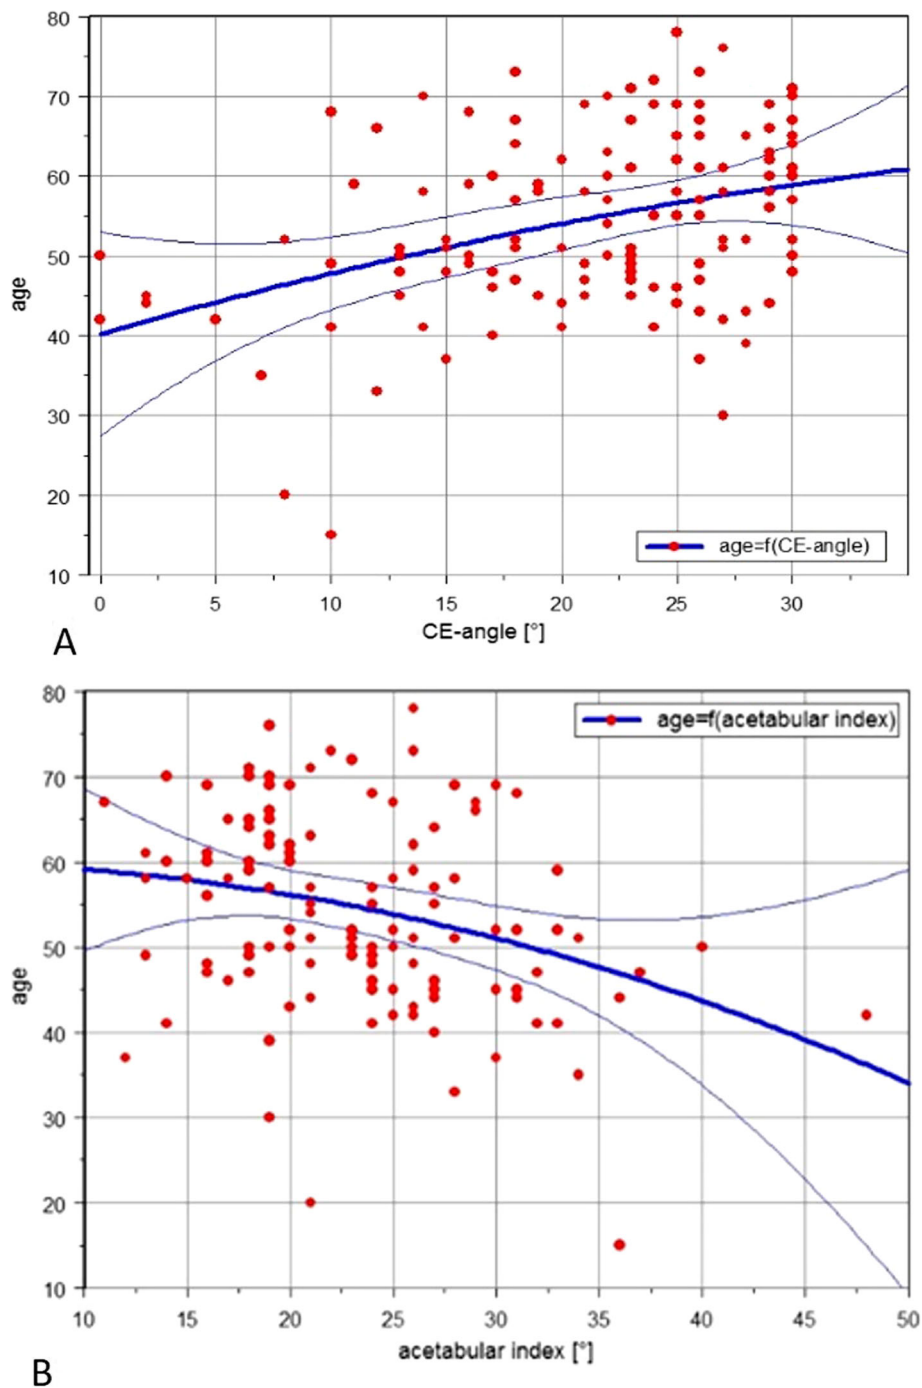 80
70
60
50
40
30
20
10
age
age=f(CE-angle)
0 5 10 15 20 25 30
CE-angle [°]
A
80
70
60
50
40
30
20
10
age
age=f(acetabular index)
10 15 20 25 30 35 40 45 50
acetabular index [°]
B